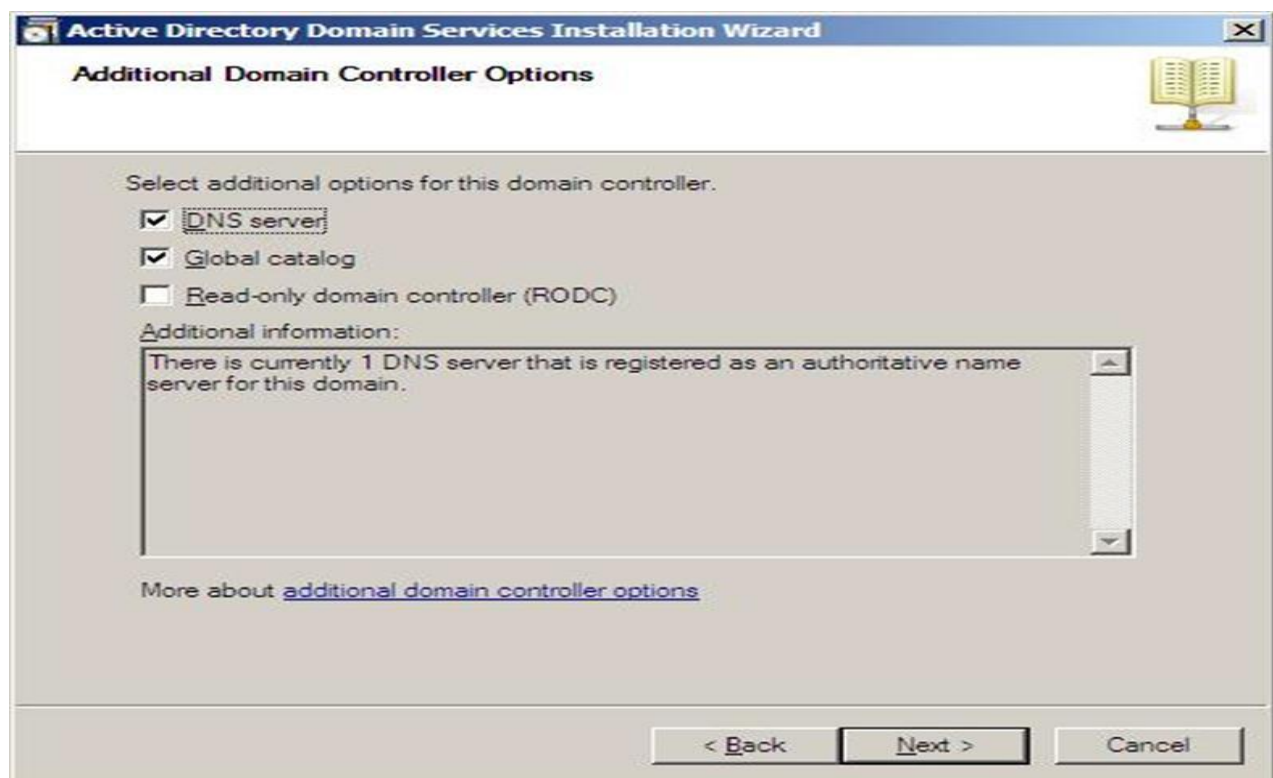 Active Directory Domain Services Installation Wizard
Additional Domain Controller Options
Select additional options for this domain controller.
DNS server
Global catalog
Read-only domain controller (RODC)
Additional information:
There is currently 1 DNS server that is registered as an authoritative name
server for this domain.
More about additional domain controller options
< Back
Next >
Cancel